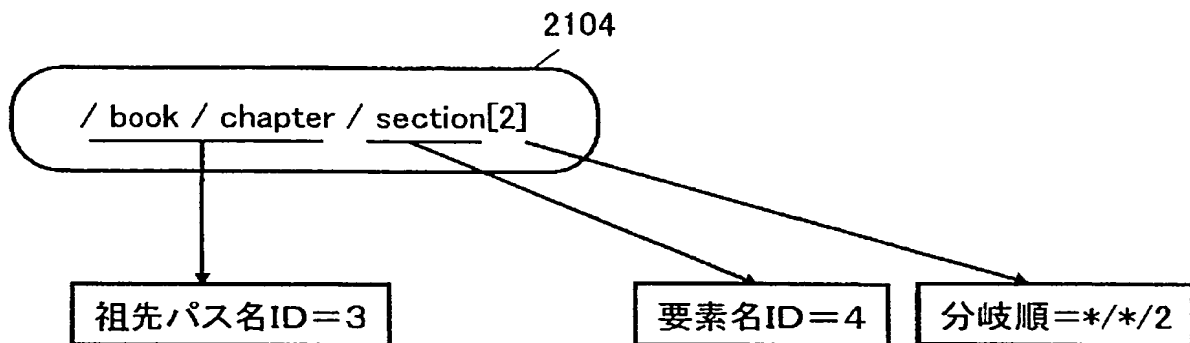 2104
/ book / chapter / section[2]
祖先パス名ID=3
要素名ID=4
分岐順=*/*/2